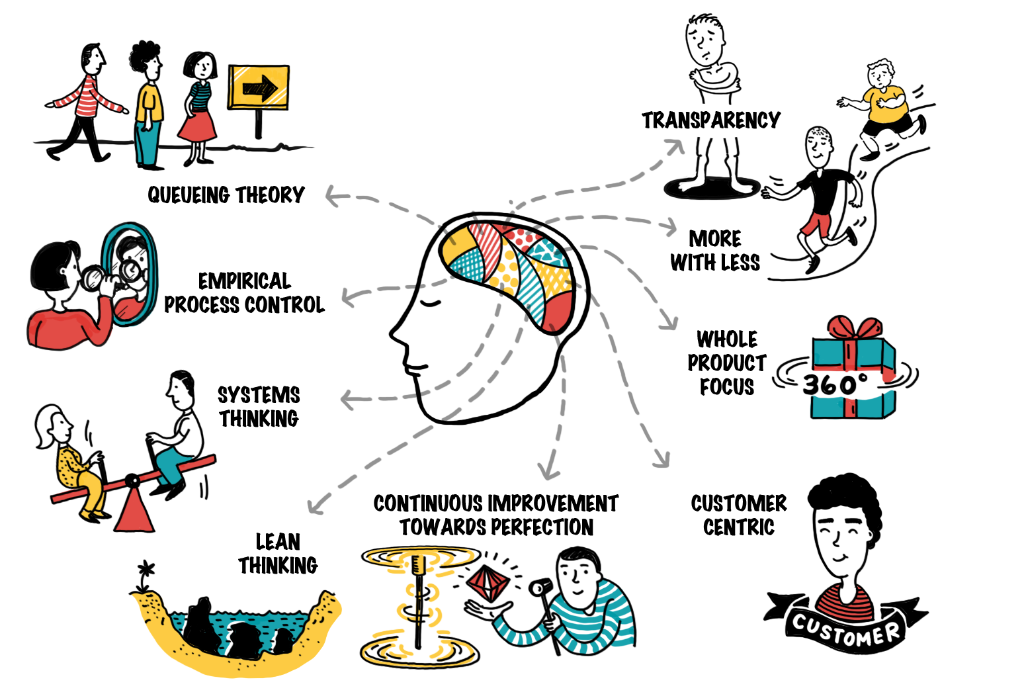 TRANSPARENCY
QUEUEING THEORY
MORE
WITH LESS
EMPIRICAL
PROCESS CONTROL
WHOLE
PRODUCT
FOCUS
360°
SYSTEMS
THINKING
CONTINUOUS IMPROVEMENT
TOWARDS PERFECTION
CUSTOMER
CENTRIC
LEAN
THINKING
CUSTOMER